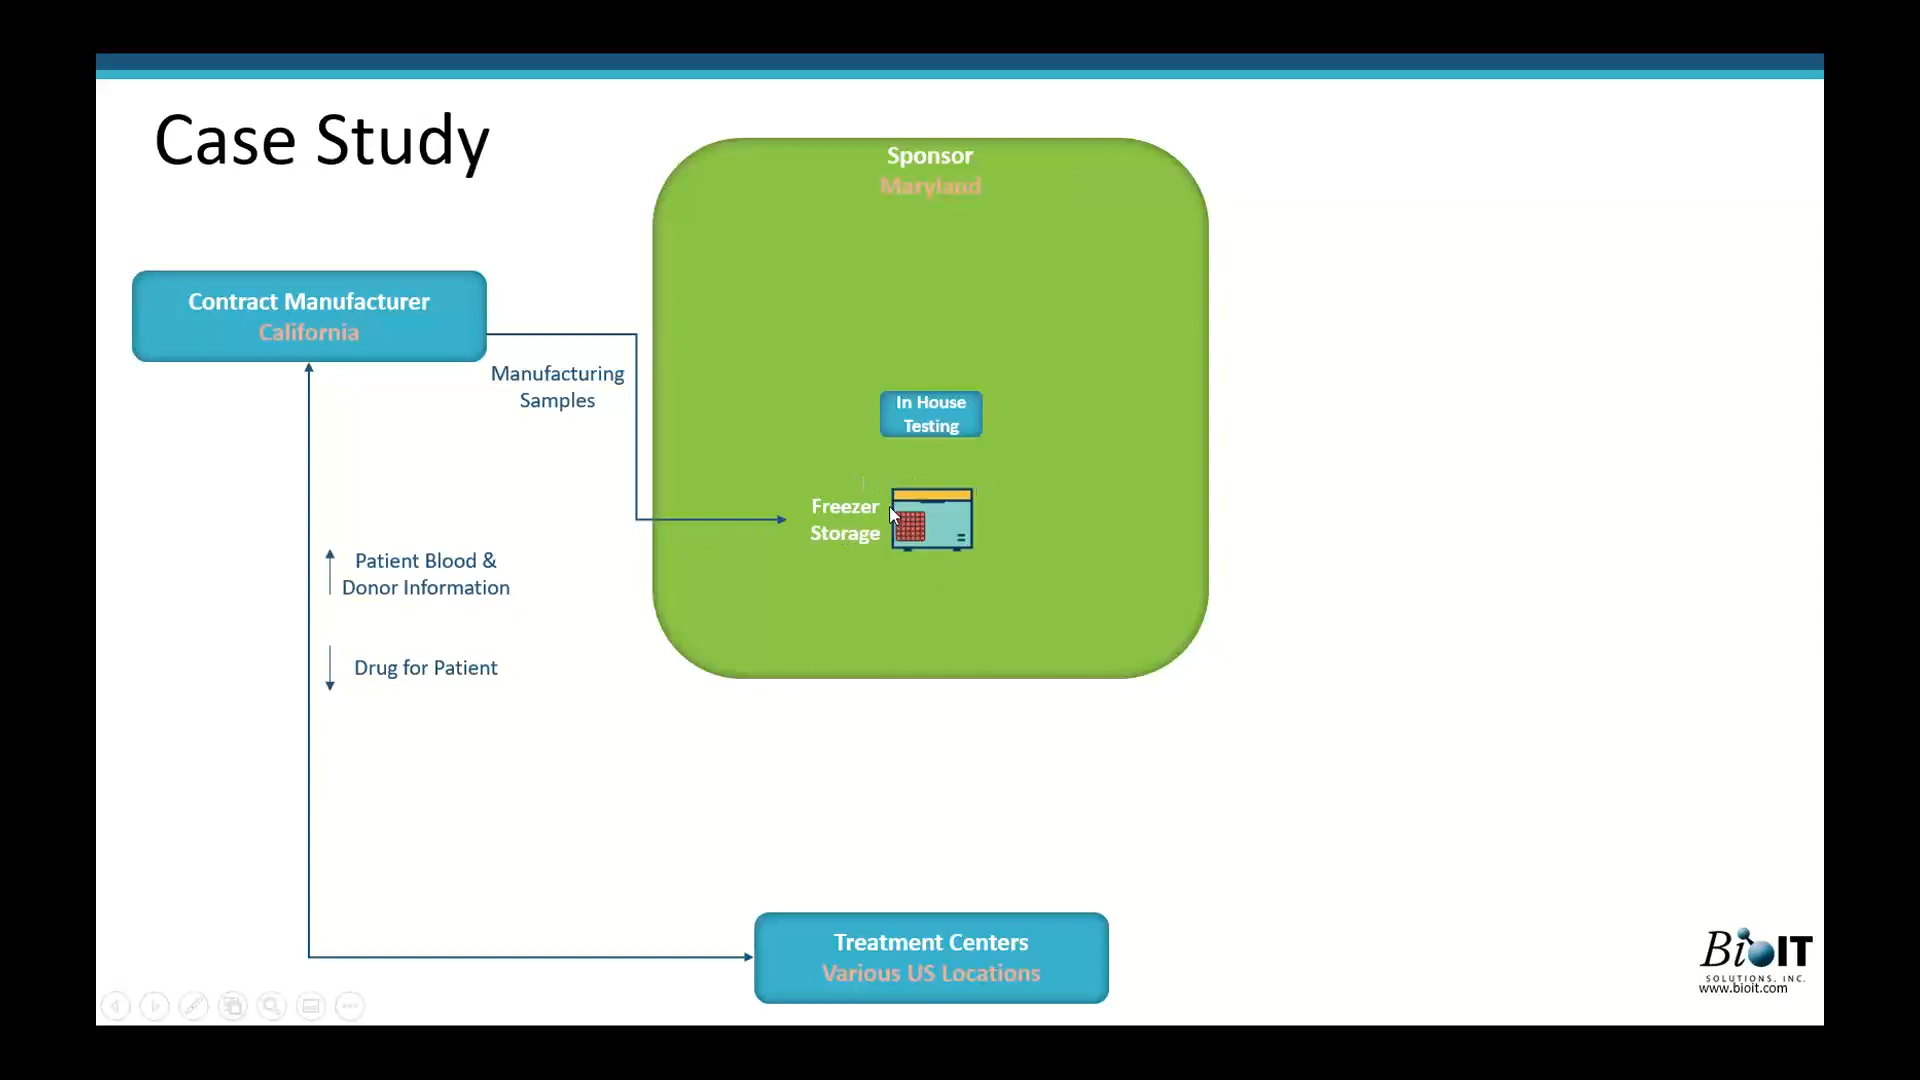 Case Study
Sponsor
Maryland
Contract Manufacturer
California
Manufacturing
Samples
In House
Testing
Freezer
Storage
Patient Blood &
Donor Information
Drug for Patient
Treatment Centers
Various US Locations
BioIT
SOLUTIONS, INC.
www.bioit.com